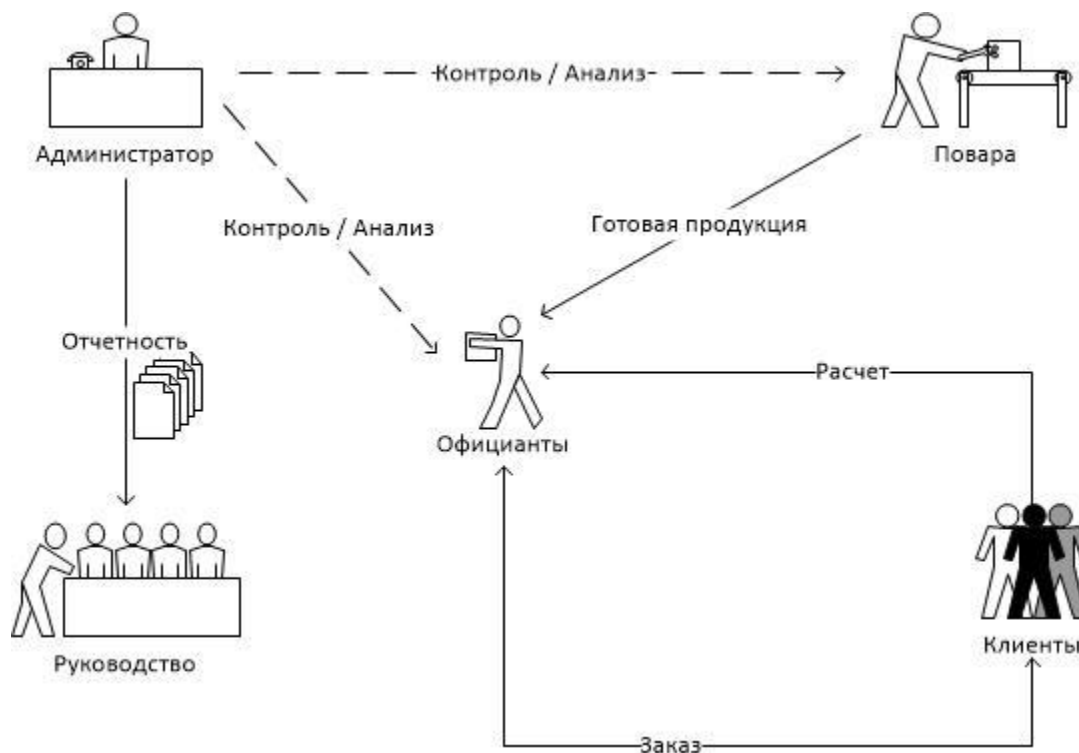 Контроль / Анализ
Администратор
Повара
Контроль / Анализ
Готовая продукция
Отчетность
Расчет
Официанты
Клиенты
Руководство
Заказ